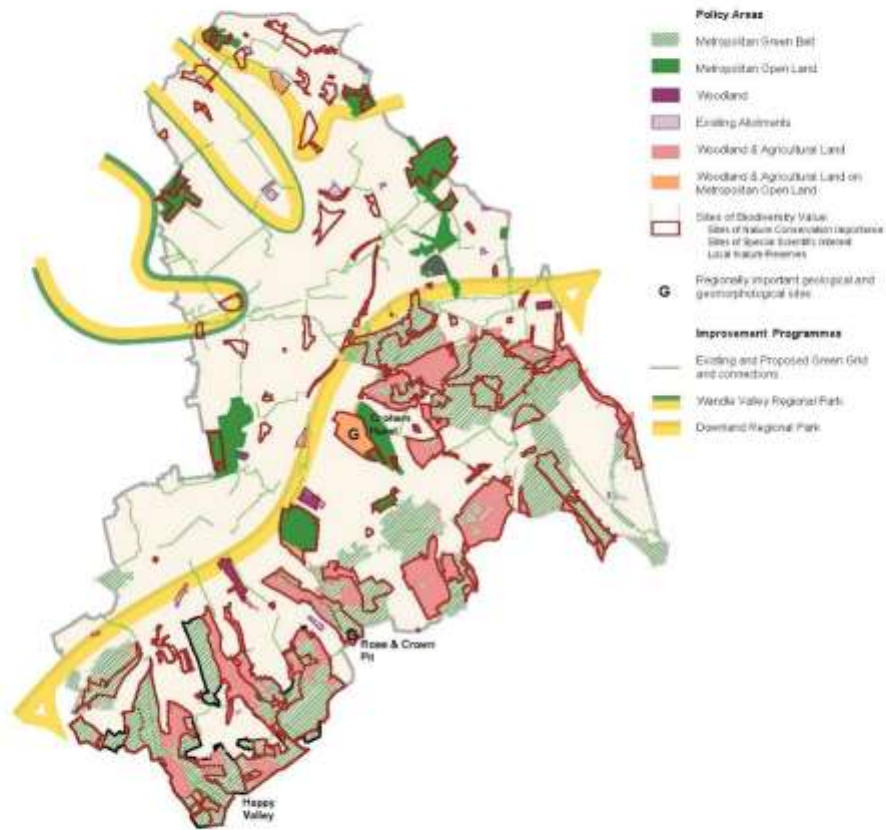 Policy Areas
Metropolitan Green Belt
Metropolitan Open Land
Woodland
Existing Allotments
Woodland & Agricultural Land
Woodland & Agricultural Land on
Metropolitan Open Land
Sites of Biodiversity Value:
Sites of Nature Conservation Importance
Sites of Special Scientific Interest
Local Nature Reserves
G
Regionally important geological and
geomorphological sites
Improvement Programmes
Existing and Proposed Green Grid
and connections
Wandle Valley Regional Park
Downland Regional Park
G
G
Rose & Crown
Pit
Happy
Valley